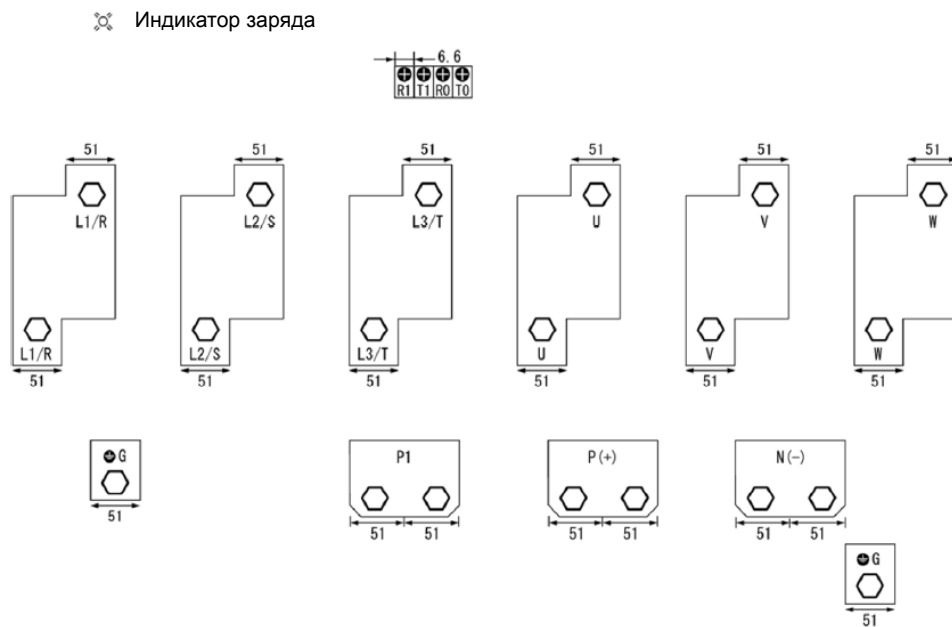 Индикатор заряда
6.6
R1 T1 R0 T0
51 51 51 51 51 51
L1/R L2/S L3/T U V W
L1/R L2/S L3/T U V W
51 51 51 51 51 51
G P1 P(+) N(-)
51 51 51 51 51 51 51
G
51